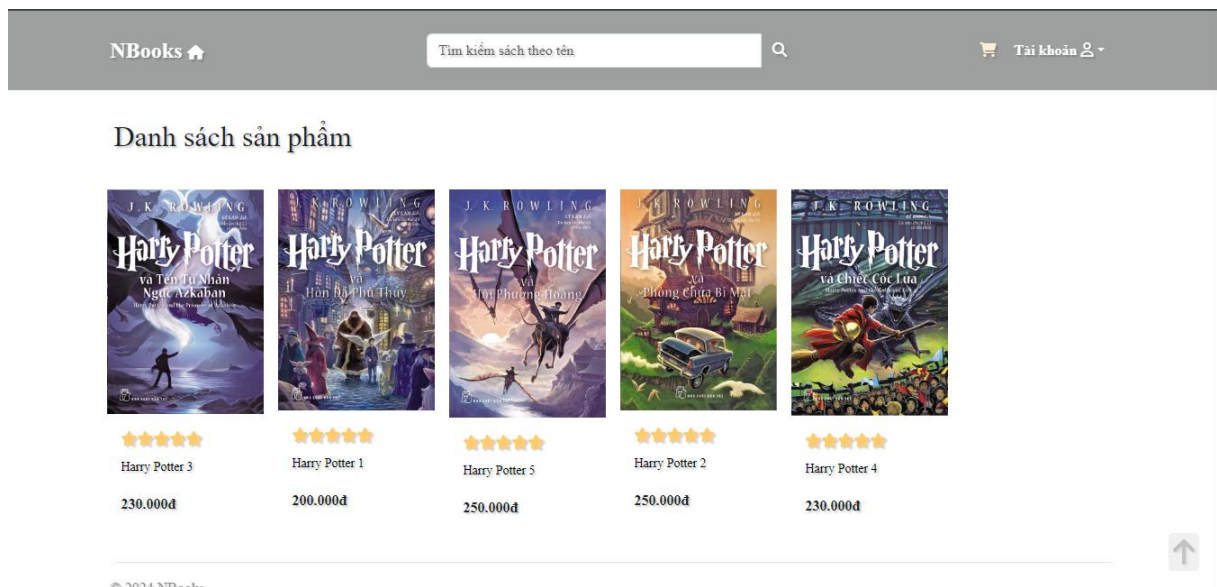 NBooks
Tìm kiếm sách theo tên
Tài khoản
Danh sách sản phẩm
J. K. ROWLING
Harry Potter
và Tên Tù Nhân
Ngục Azkaban
Harry Potter 3
230.000đ
J. K. ROWLING
Harry Potter
và
Hòn Đá Phù Thủy
Harry Potter 1
200.000đ
J. K. ROWLING
Harry Potter
và
Hội Phượng Hoàng
Harry Potter 5
250.000đ
J. K. ROWLING
Harry Potter
và
Phòng Chứa Bí Mật
Harry Potter 2
250.000đ
J. K. ROWLING
Harry Potter
và Chiếc Cốc Lửa
Harry Potter 4
230.000đ
© 2024 NBooks